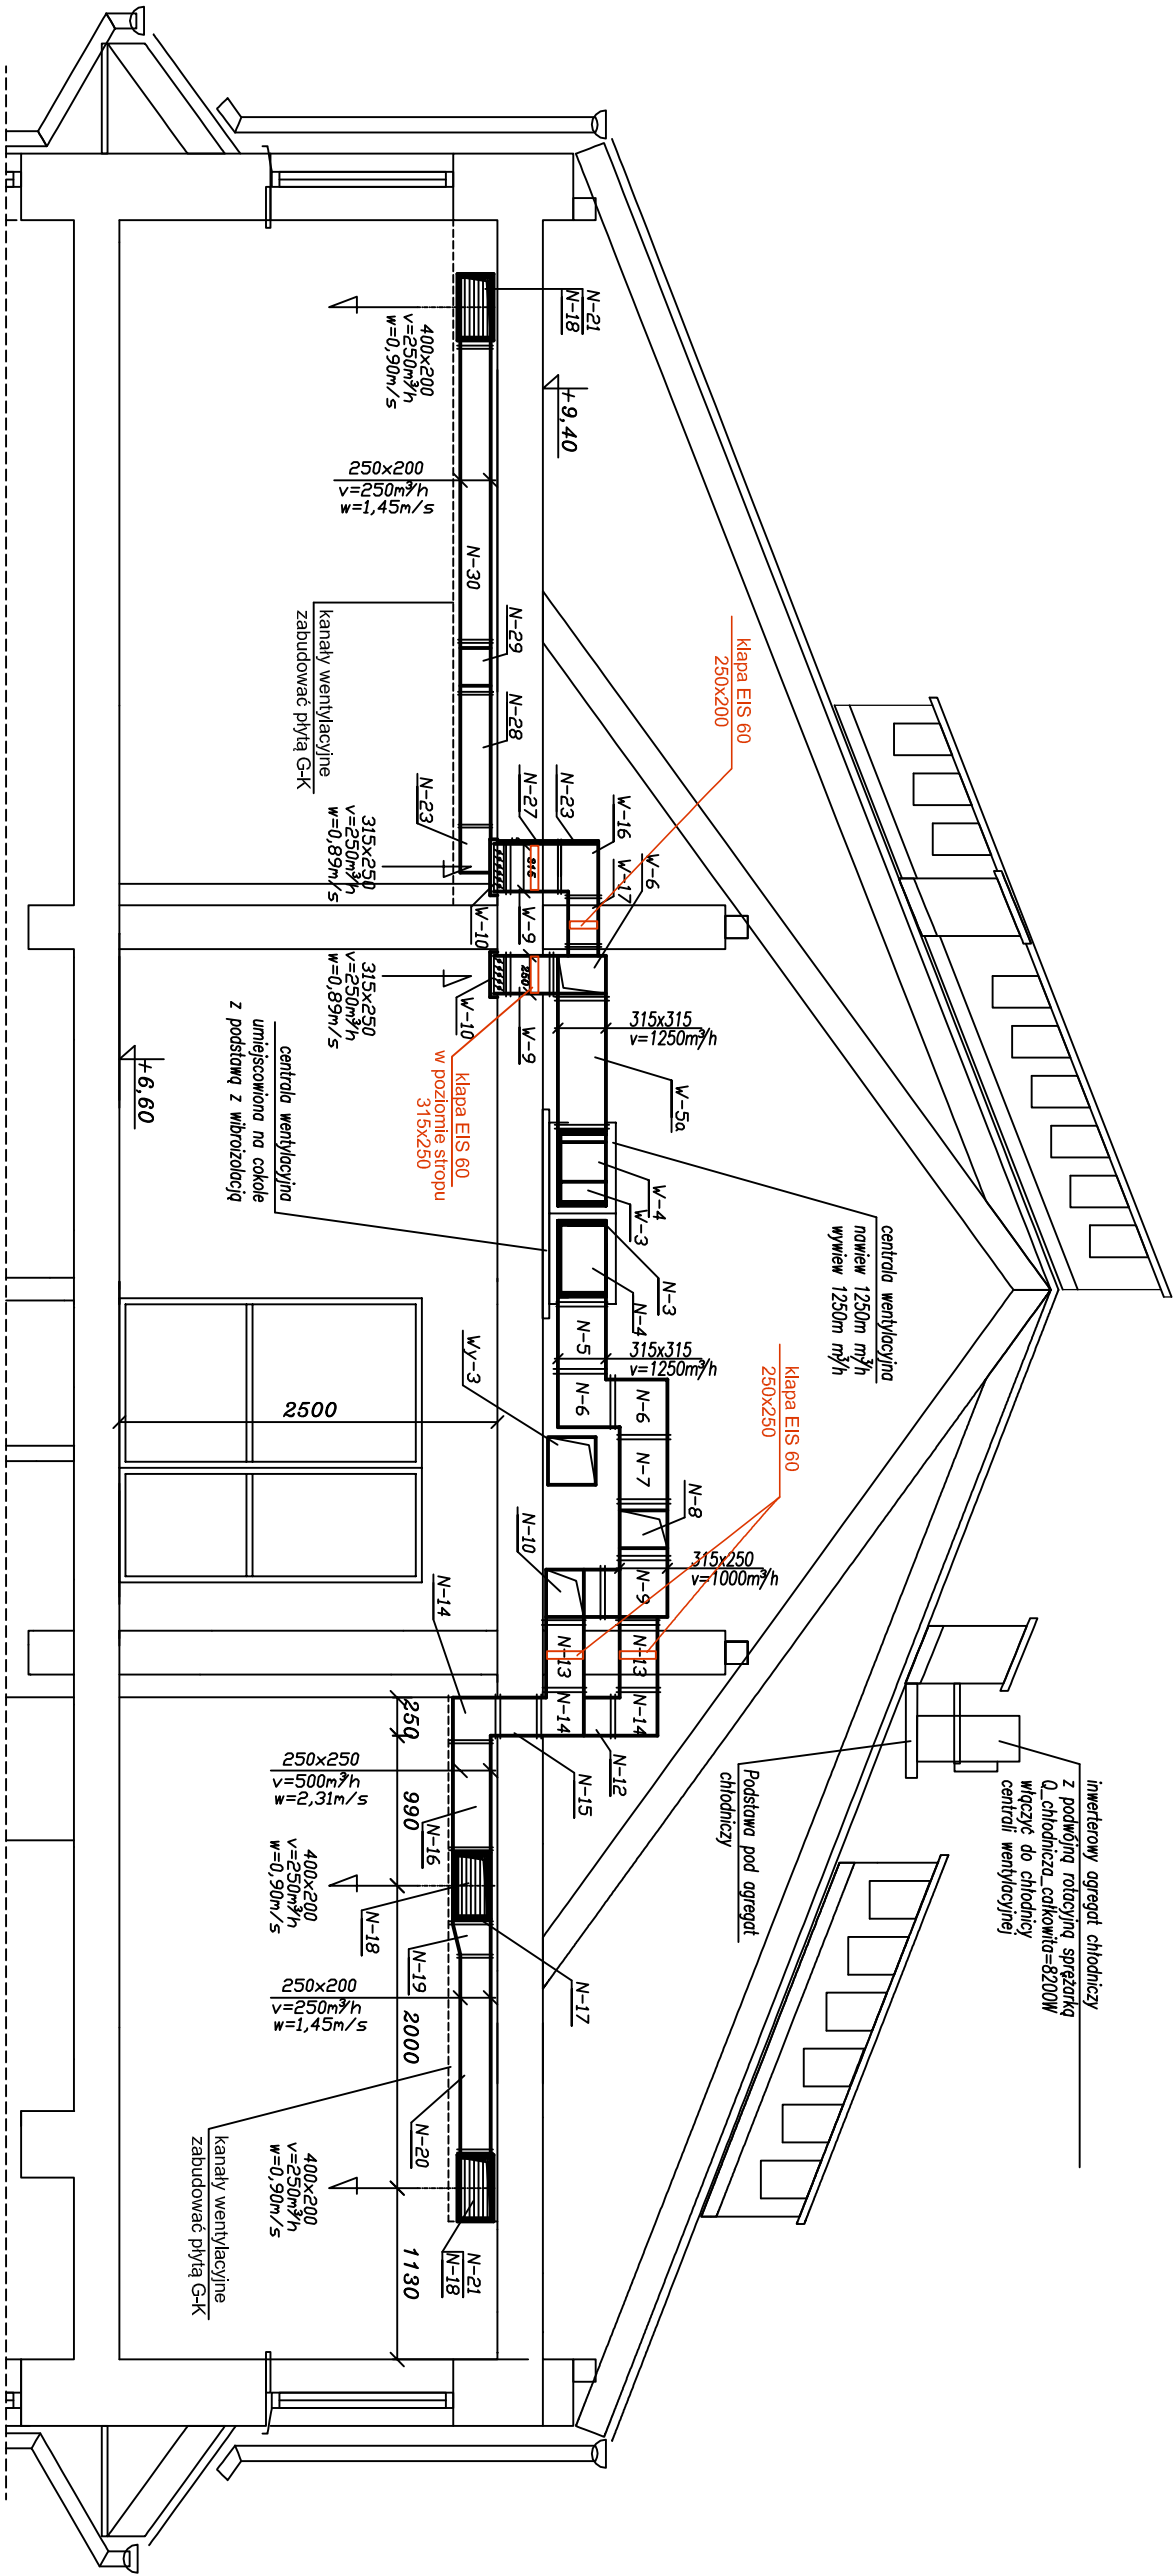 N-21
N-18
400x200
v=250m³/h
w=0,90m/s
+9,40
250x200
v=250m³/h
w=1,45m/s
N-30
N-29
N-28
kanały wentylacyjne
zabudować płytą G-K
klapa EIS 60
250x200
N-23
N-27
N-23
W-16
W-17
W-6
315
315x250
v=250m³/h
w=0,89m/s
W-10
W-9
250
315x250
v=250m³/h
w=0,89m/s
W-10
W-9
klapa EIS 60
w poziomie stropu
315x250
+6,60
315x315
v=1250m³/h
W-5a
centrala wentylacyjna
umiejscowiona na cokole
z podstawą z wibroizolacją
W-4
W-3
centrala wentylacyjna
nawiew 1250m m³/h
wywiew 1250m m³/h
N-3
N-4
N-5
315x315
v=1250m³/h
N-6
N-6
Wy-3
2500
N-7
klapa EIS 60
250x250
N-8
N-10
315x250
v=1000m³/h
N-9
N-13
N-13
N-14
N-14
N-14
N-12
N-15
250
990
2000
1130
250x250
v=500m³/h
w=2,31m/s
N-16
400x200
v=250m³/h
w=0,90m/s
N-18
N-19
N-17
250x200
v=250m³/h
w=1,45m/s
N-20
kanały wentylacyjne
zabudować płytą G-K
400x200
v=250m³/h
w=0,90m/s
N-21
N-18
Podstawa pod agregat
chłodniczy
inwerterowy agregat chłodniczy
z podwójną rotacyjną sprężarką
Q_chłodnicza_całkowita=8200W
włączyć do chłodnicy
centrali wentylacyjnej